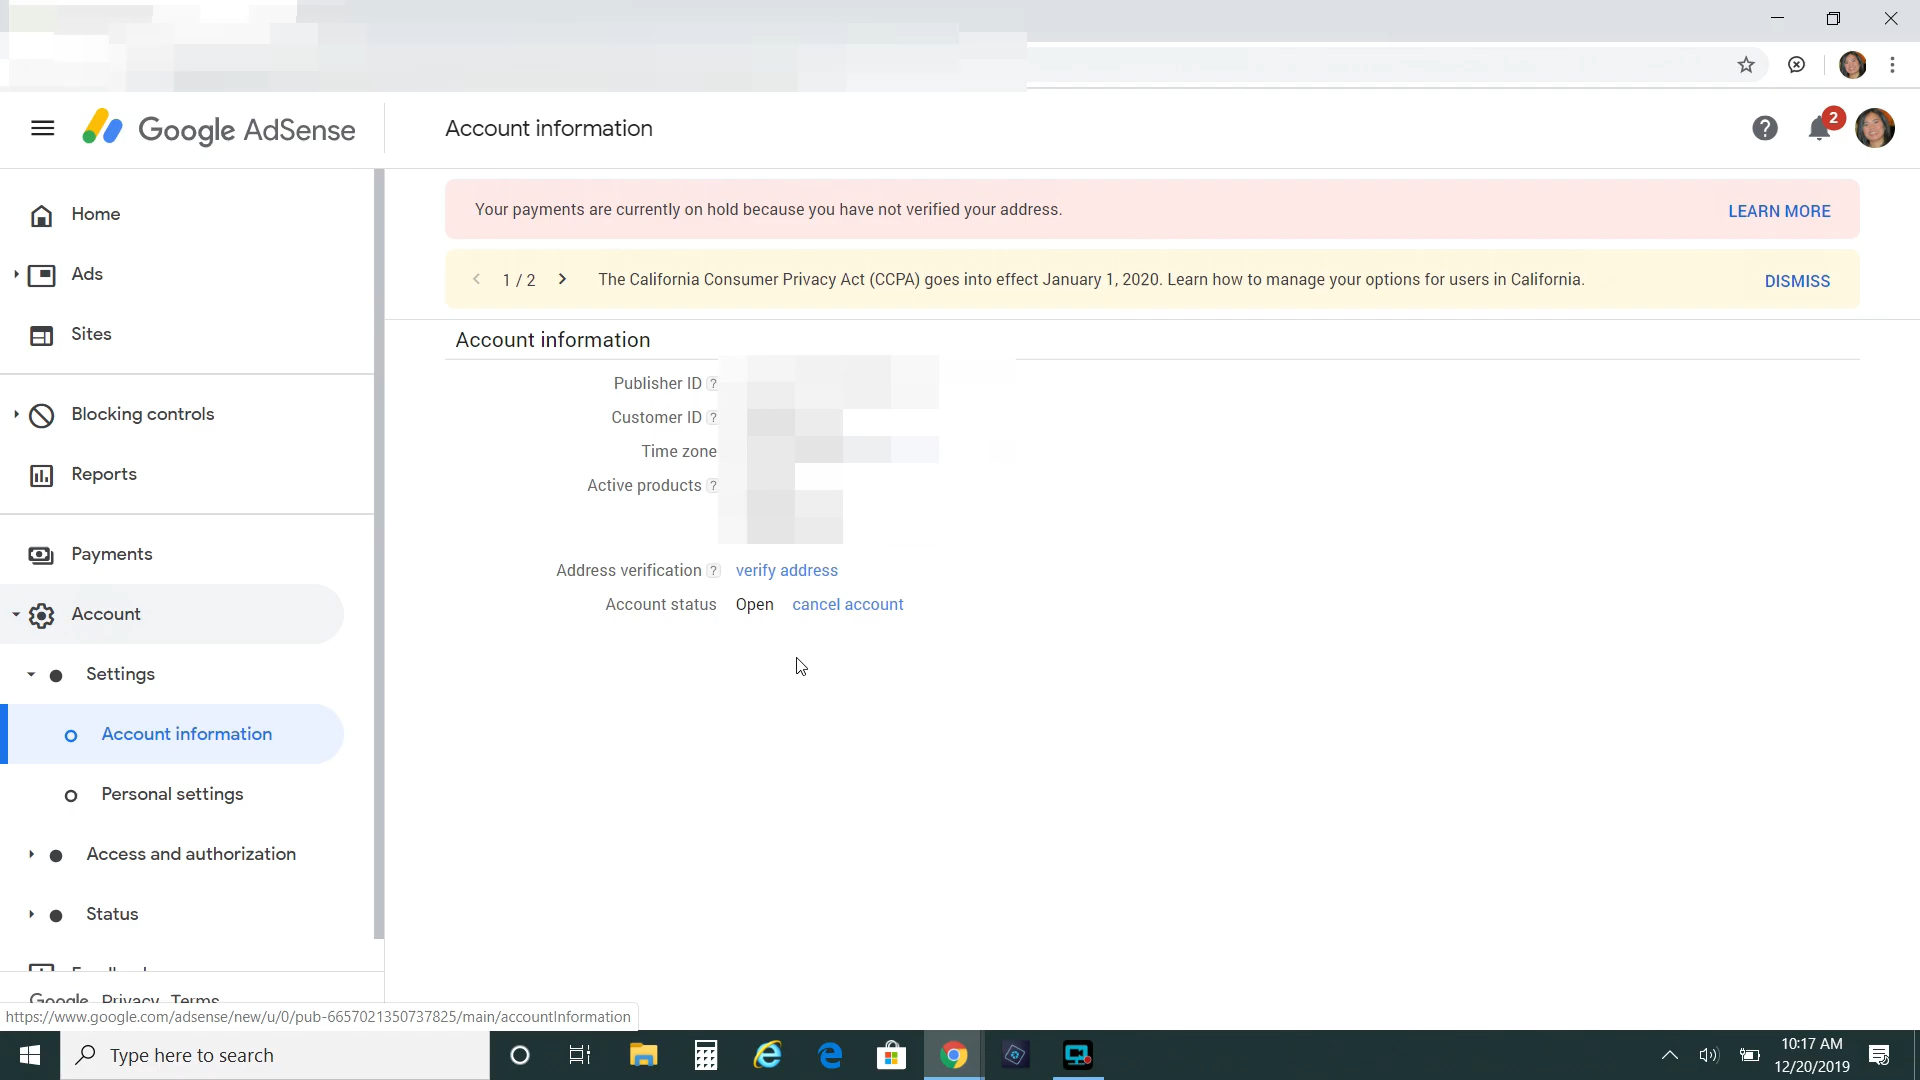 Google AdSense
Account information
2
Home
Ads
Sites
Blocking controls
Reports
Payments
Account
Settings
Account information
Personal settings
Access and authorization
Status
Google Privacy Terms
Your payments are currently on hold because you have not verified your address.
LEARN MORE
1 / 2
The California Consumer Privacy Act (CCPA) goes into effect January 1, 2020. Learn how to manage your options for users in California.
DISMISS
Account information
Publisher ID ?
Customer ID ?
Time zone
Active products ?
Address verification ? verify address
Account status Open cancel account
https://www.google.com/adsense/new/u/0/pub-6657021350737825/main/accountInformation
Type here to search
10:17 AM
12/20/2019